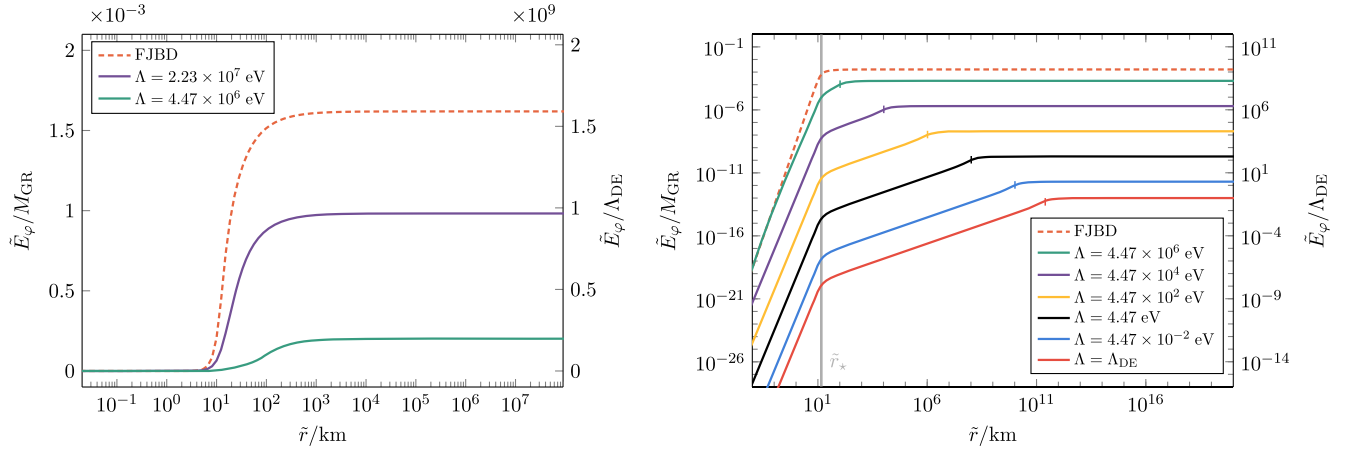 ×10⁻³ ×10⁹
FJBD
Λ = 2.23 × 10⁷ eV
Λ = 4.47 × 10⁶ eV
2
1.5
1
0.5
0
2
1.5
1
0.5
0
10⁻¹ 10⁰ 10¹ 10² 10³ 10⁴ 10⁵ 10⁶ 10⁷
r̃/km
Ẽ_φ/M_GR
Ẽ_φ/Λ_DE
10⁻¹
10⁻⁶
10⁻¹¹
10⁻¹⁶
10⁻²¹
10⁻²⁶
10¹¹
10⁶
10¹
10⁻⁴
10⁻⁹
10⁻¹⁴
FJBD
Λ = 4.47 × 10⁶ eV
Λ = 4.47 × 10⁴ eV
Λ = 4.47 × 10² eV
Λ = 4.47 eV
Λ = 4.47 × 10⁻² eV
Λ = Λ_DE
r̃_⋆
10¹ 10⁶ 10¹¹ 10¹⁶
r̃/km
Ẽ_φ/M_GR
Ẽ_φ/Λ_DE